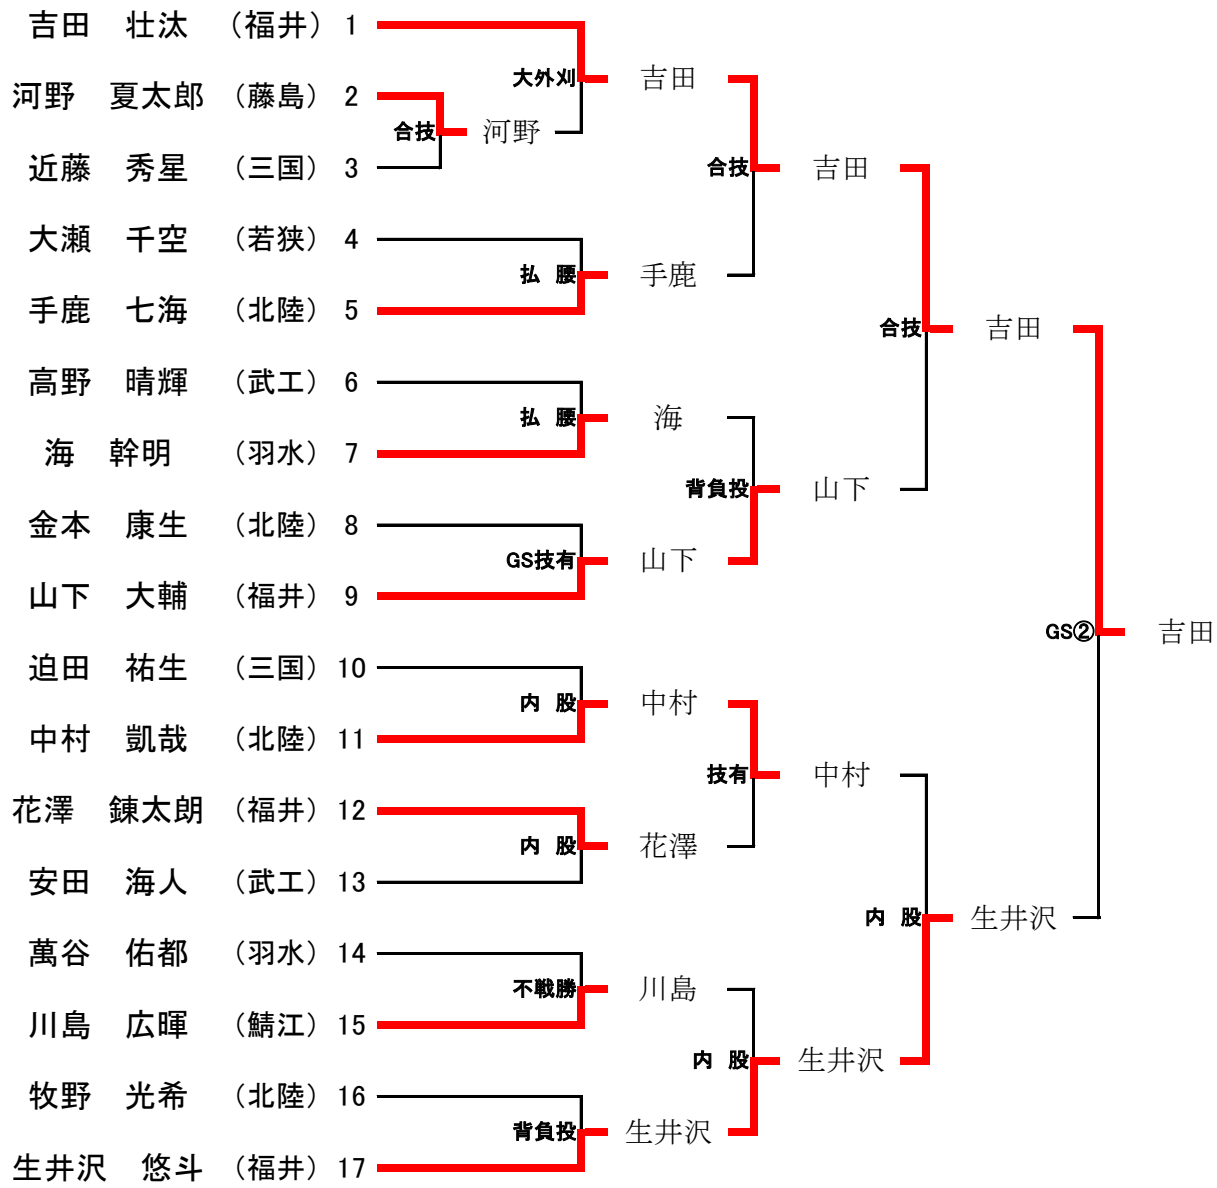 吉田　壮汰　（福井）　1
大外刈　吉田
河野　夏太郎　（藤島）　2
合技　河野
近藤　秀星　（三国）　3
合技　吉田
大瀬　千空　（若狭）　4
払　腰　手鹿
手鹿　七海　（北陸）　5
合技　吉田
高野　晴輝　（武工）　6
払　腰　海
海　幹明　（羽水）　7
背負投　山下
金本　康生　（北陸）　8
GS技有　山下
山下　大輔　（福井）　9
GS②　吉田
迫田　祐生　（三国）　10
内　股　中村
中村　凱哉　（北陸）　11
技有　中村
花澤　錬太朗　（福井）　12
内　股　花澤
安田　海人　（武工）　13
内　股　生井沢
萬谷　佑都　（羽水）　14
不戦勝　川島
川島　広暉　（鯖江）　15
内　股　生井沢
牧野　光希　（北陸）　16
背負投　生井沢
生井沢　悠斗　（福井）　17